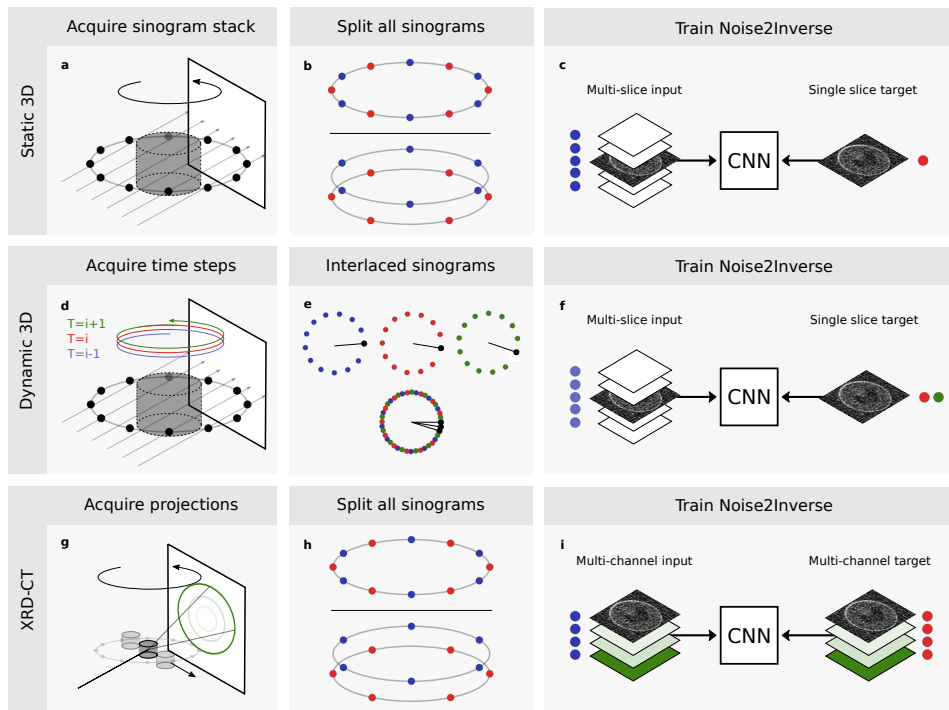 Acquire sinogram stack
Split all sinograms
Train Noise2Inverse
Static 3D
a
b
c
Multi-slice input
Single slice target
CNN
Acquire time steps
Interlaced sinograms
Train Noise2Inverse
Dynamic 3D
d
T=i+1
T=i
T=i-1
e
f
Multi-slice input
Single slice target
CNN
Acquire projections
Split all sinograms
Train Noise2Inverse
XRD-CT
g
h
i
Multi-channel input
Multi-channel target
CNN